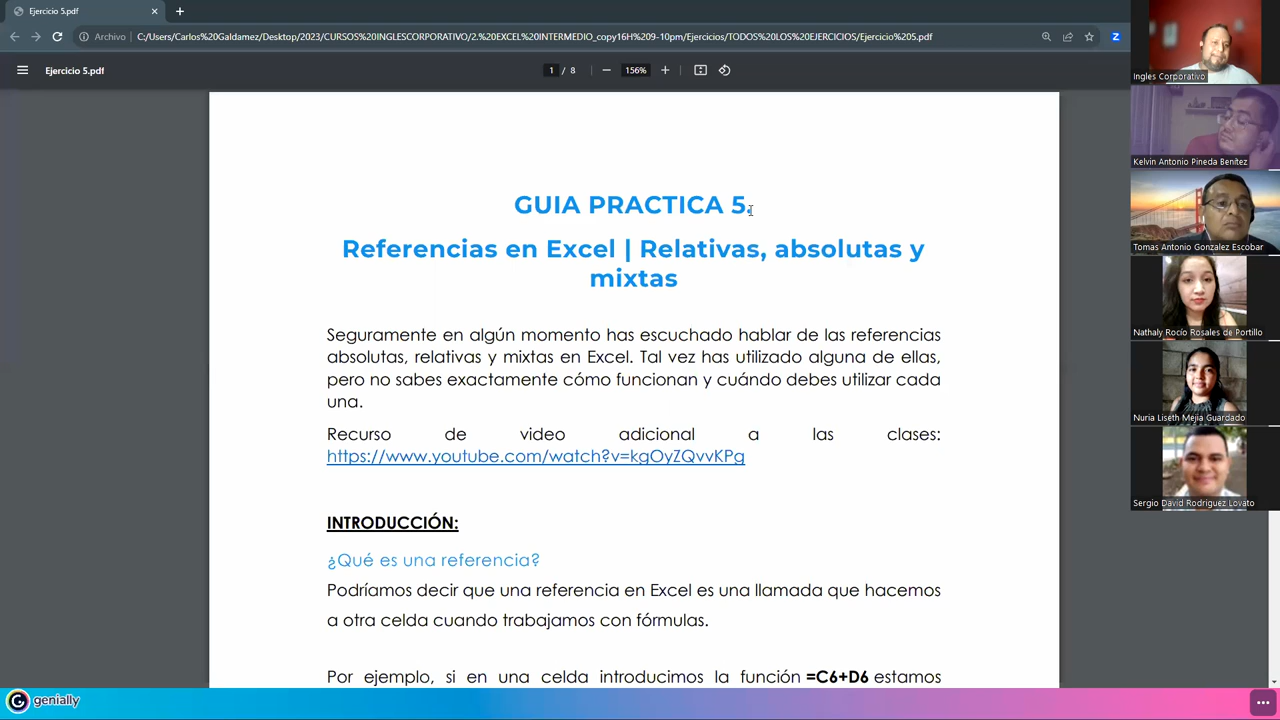 Ejercicio 5.pdf
Archivo
C:/Users/Carlos%20Galdamez/Desktop/2023/CURSOS%20INGLESCORPORATIVO/2.%20EXCEL%20INTERMEDIO_copy16H%209-10pm/Ejercicios/TODOS%20LOS%20EJERCICIOS/Ejercicio%205.pdf
Ejercicio 5.pdf
1 / 8
156%
GUIA PRACTICA 5.
Referencias en Excel | Relativas, absolutas y
mixtas
Seguramente en algún momento has escuchado hablar de las referencias
absolutas, relativas y mixtas en Excel. Tal vez has utilizado alguna de ellas,
pero no sabes exactamente cómo funcionan y cuándo debes utilizar cada
una.
Recurso de video adicional a las clases:
https://www.youtube.com/watch?v=kgOyZQvvKPg
INTRODUCCIÓN:
¿Qué es una referencia?
Podríamos decir que una referencia en Excel es una llamada que hacemos
a otra celda cuando trabajamos con fórmulas.
Por ejemplo, si en una celda introducimos la función =C6+D6 estamos
Ingles Corporativo
Kelvin Antonio Pineda Benítez
Tomas Antonio Gonzalez Escobar
Nathaly Rocío Rosales de Portillo
Nuria Liseth Mejía Guardado
Sergio David Rodriguez Lovato
genially